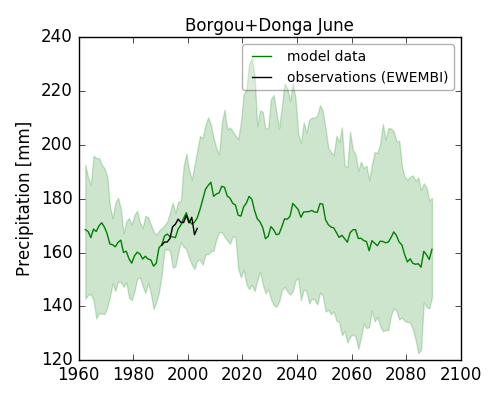 Borgou+Donga June
240
220
200
180
160
140
120
Precipitation [mm]
model data
observations (EWEMBI)
1960 1980 2000 2020 2040 2060 2080 2100